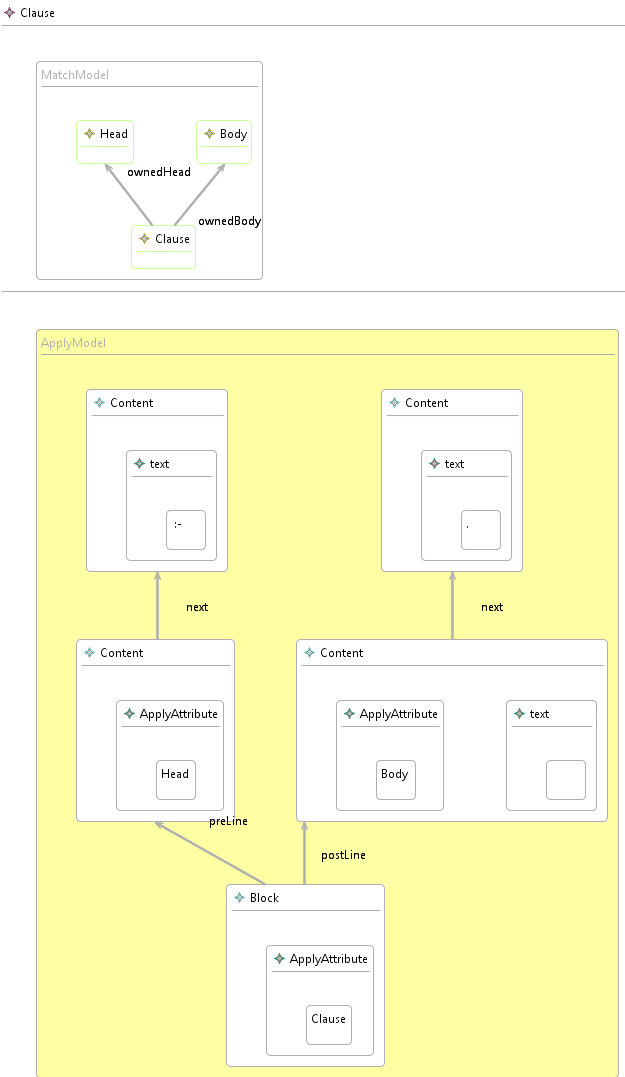 Clause
MatchModel
Head
Body
ownedHead
ownedBody
Clause
ApplyModel
Content
Content
text
text
:-
.
next
next
Content
Content
ApplyAttribute
ApplyAttribute
text
Head
Body
preLine
postLine
Block
ApplyAttribute
Clause